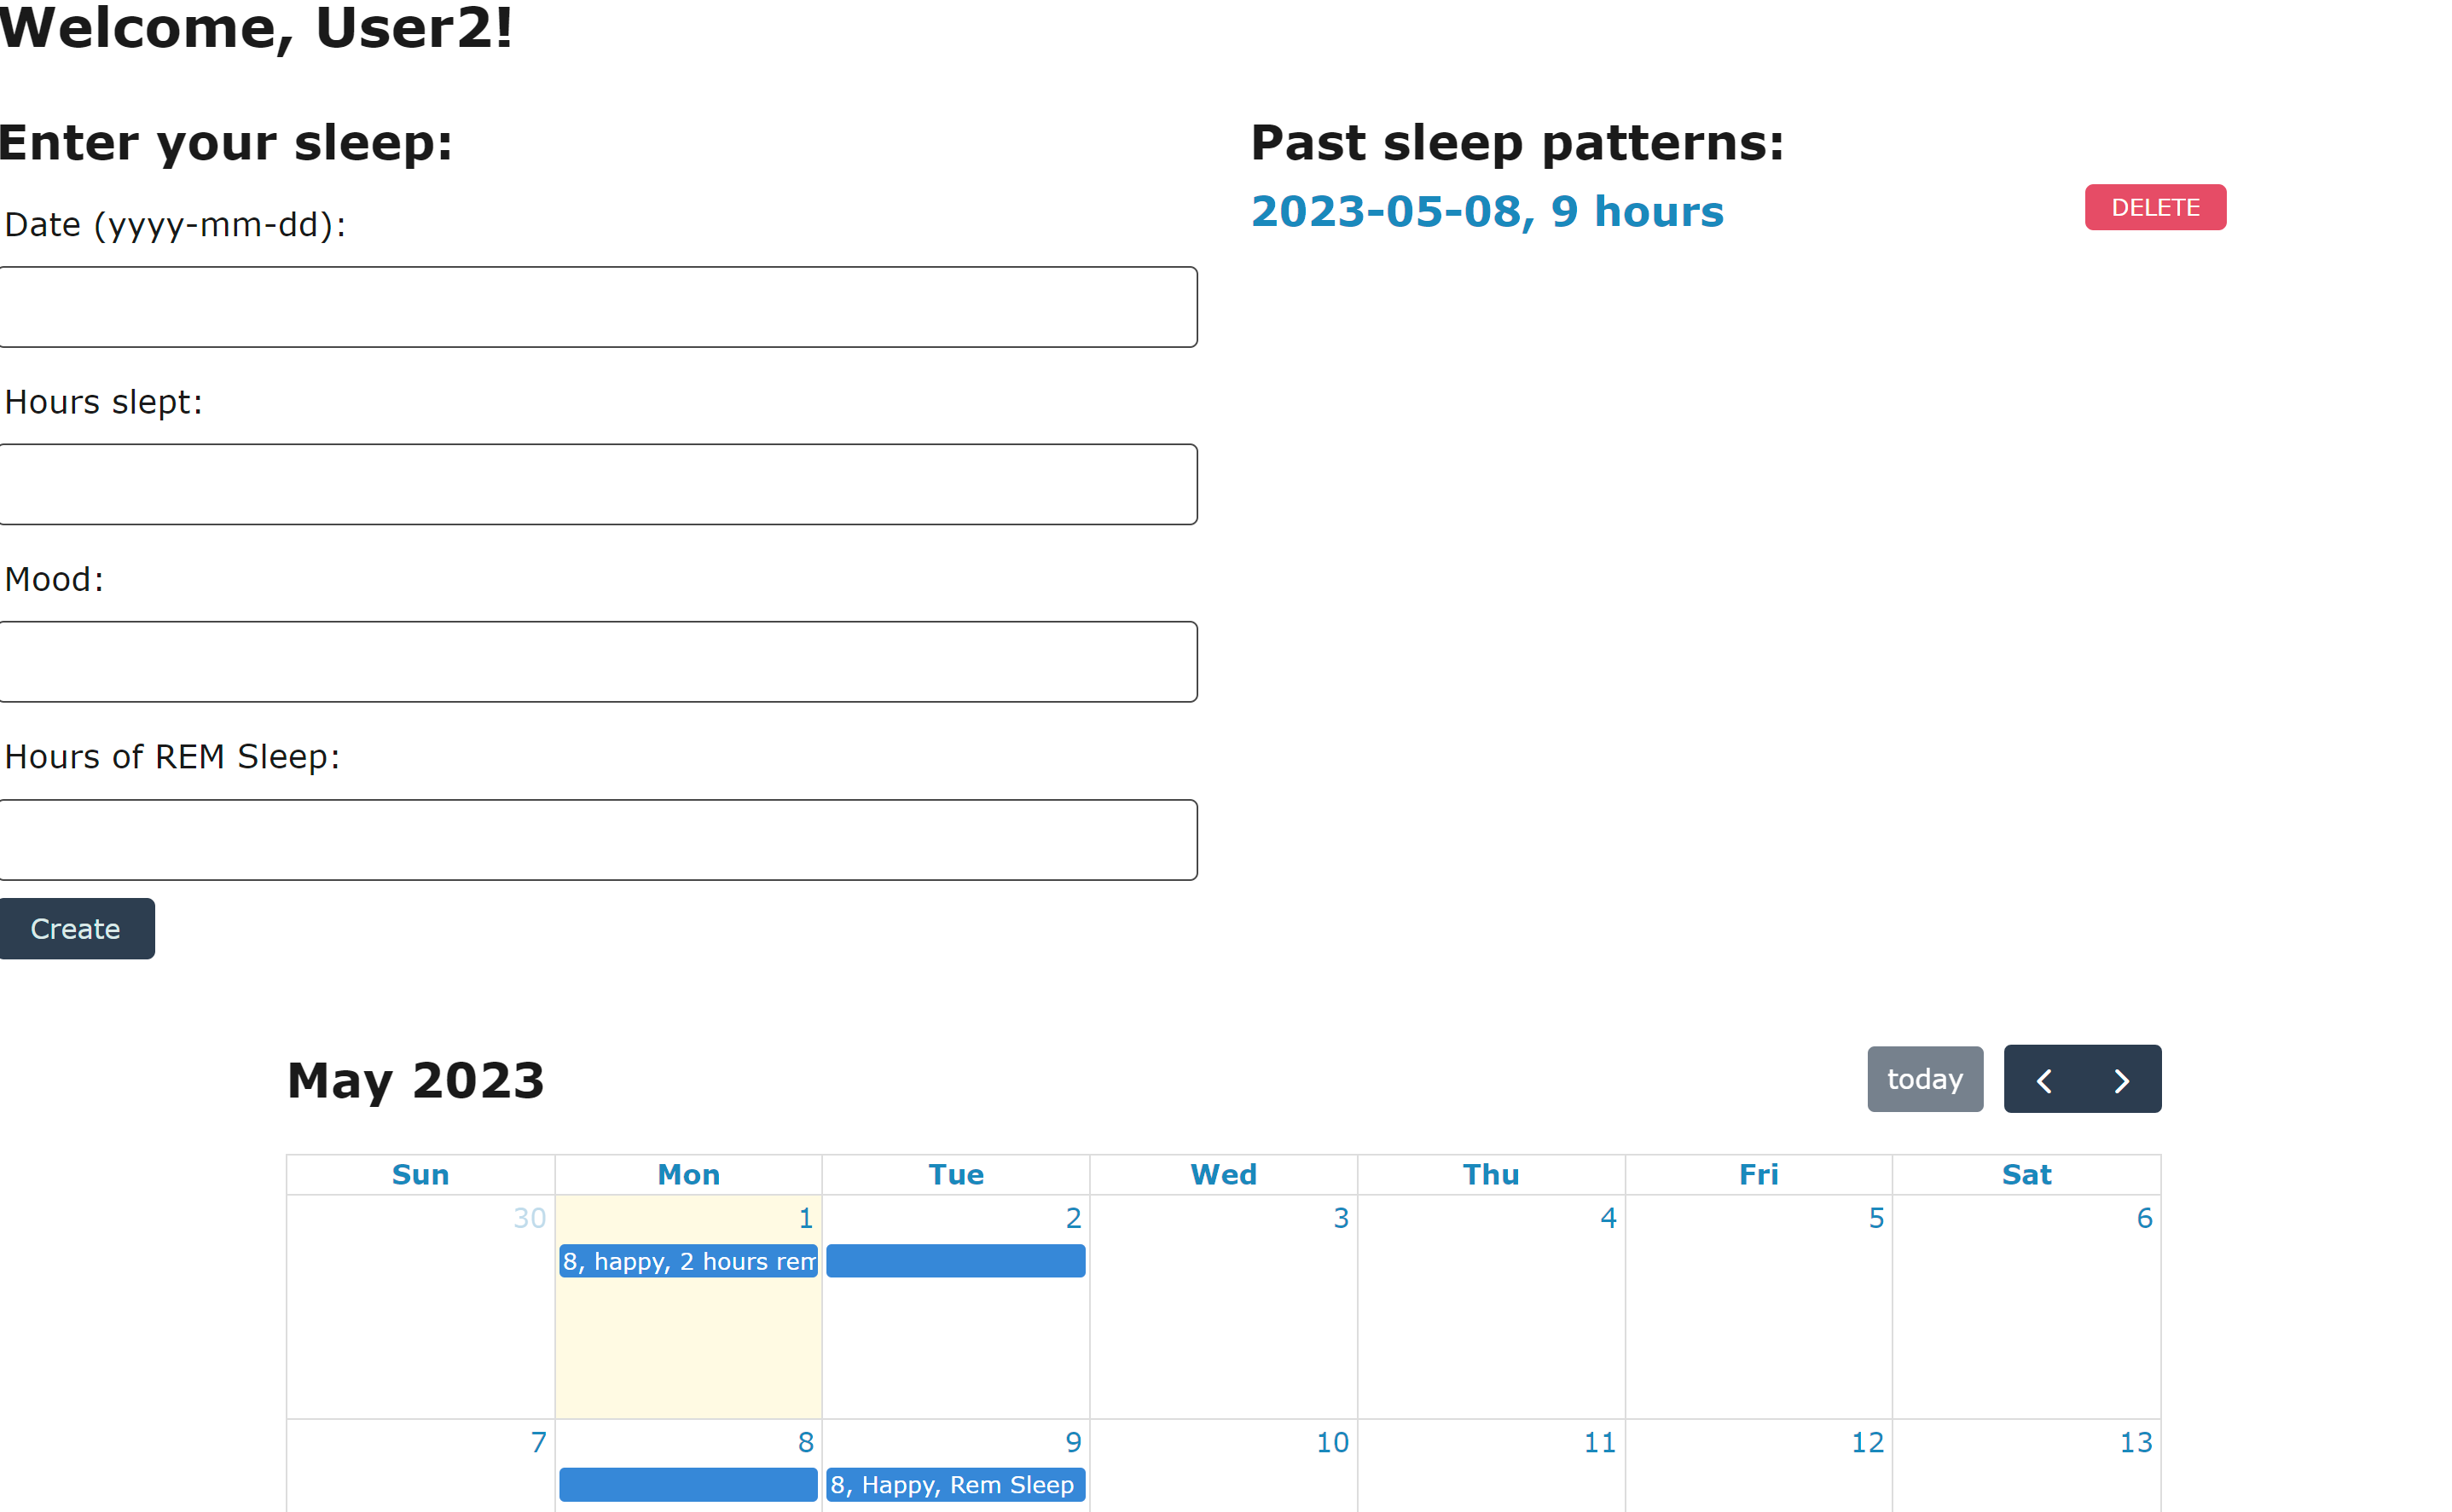 Welcome, User2!
Enter your sleep:
Date (yyyy-mm-dd):
Hours slept:
Mood:
Hours of REM Sleep:
Create
Past sleep patterns:
2023-05-08, 9 hours
DELETE
May 2023
today
Sun Mon Tue Wed Thu Fri Sat
30 1 2 3 4 5 6
8, happy, 2 hours rem
7 8 9 10 11 12 13
8, Happy, Rem Sleep